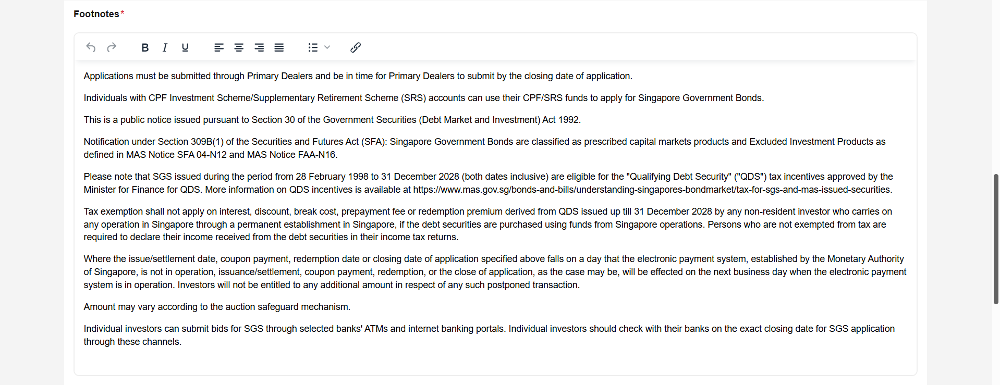 Footnotes*
B I U
Applications must be submitted through Primary Dealers and be in time for Primary Dealers to submit by the closing date of application.
Individuals with CPF Investment Scheme/Supplementary Retirement Scheme (SRS) accounts can use their CPF/SRS funds to apply for Singapore Government Bonds.
This is a public notice issued pursuant to Section 30 of the Government Securities (Debt Market and Investment) Act 1992.
Notification under Section 309B(1) of the Securities and Futures Act (SFA): Singapore Government Bonds are classified as prescribed capital markets products and Excluded Investment Products as
defined in MAS Notice SFA 04-N12 and MAS Notice FAA-N16.
Please note that SGS issued during the period from 28 February 1998 to 31 December 2028 (both dates inclusive) are eligible for the "Qualifying Debt Security" ("QDS") tax incentives approved by the
Minister for Finance for QDS. More information on QDS incentives is available at https://www.mas.gov.sg/bonds-and-bills/understanding-singapores-bondmarket/tax-for-sgs-and-mas-issued-securities.
Tax exemption shall not apply on interest, discount, break cost, prepayment fee or redemption premium derived from QDS issued up till 31 December 2028 by any non-resident investor who carries on
any operation in Singapore through a permanent establishment in Singapore, if the debt securities are purchased using funds from Singapore operations. Persons who are not exempted from tax are
required to declare their income received from the debt securities in their income tax returns.
Where the issue/settlement date, coupon payment, redemption date or closing date of application specified above falls on a day that the electronic payment system, established by the Monetary Authority
of Singapore, is not in operation, issuance/settlement, coupon payment, redemption, or the close of application, as the case may be, will be effected on the next business day when the electronic payment
system is in operation. Investors will not be entitled to any additional amount in respect of any such postponed transaction.
Amount may vary according to the auction safeguard mechanism.
Individual investors can submit bids for SGS through selected banks' ATMs and internet banking portals. Individual investors should check with their banks on the exact closing date for SGS application
through these channels.